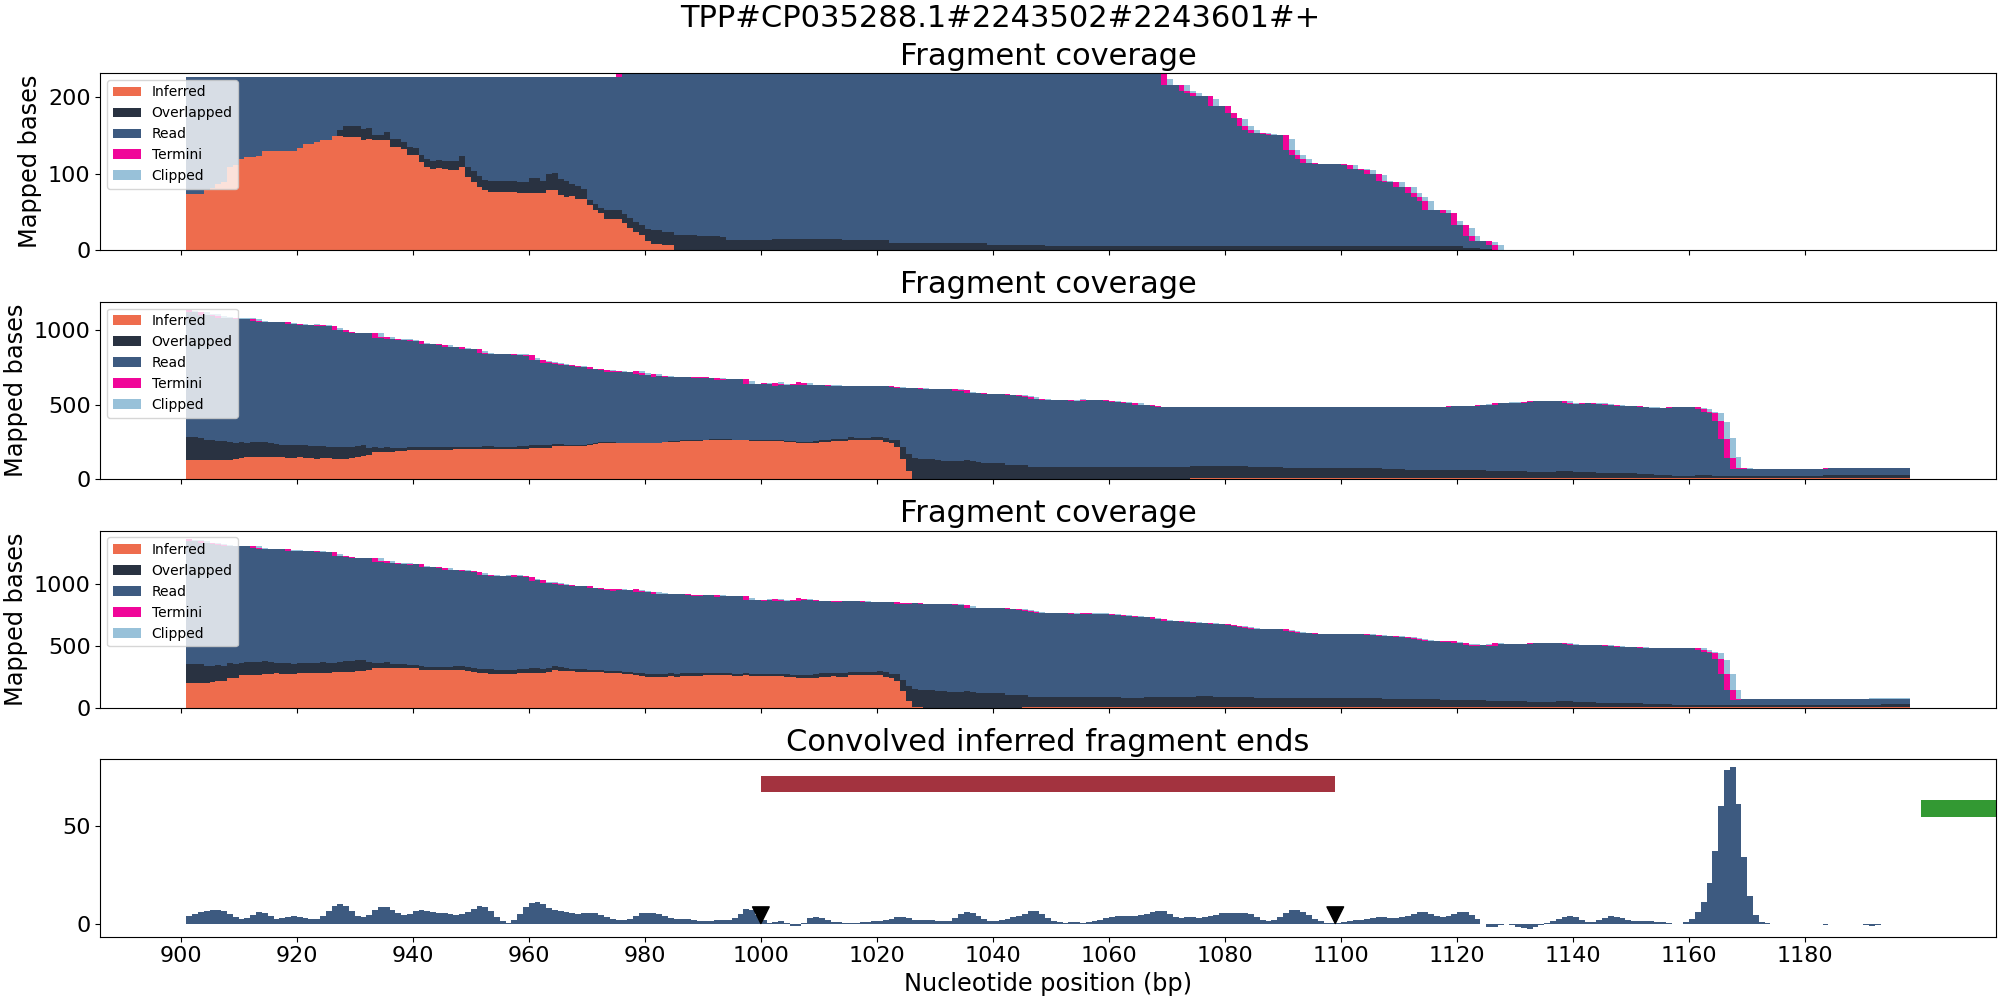 TPP#CP035288.1#2243502#2243601#+
Fragment coverage
Mapped bases
200
100
0
Inferred
Overlapped
Read
Termini
Clipped
Fragment coverage
Mapped bases
1000
500
0
Inferred
Overlapped
Read
Termini
Clipped
Fragment coverage
Mapped bases
1000
500
0
Inferred
Overlapped
Read
Termini
Clipped
Convolved inferred fragment ends
50
0
900 920 940 960 980 1000 1020 1040 1060 1080 1100 1120 1140 1160 1180
Nucleotide position (bp)